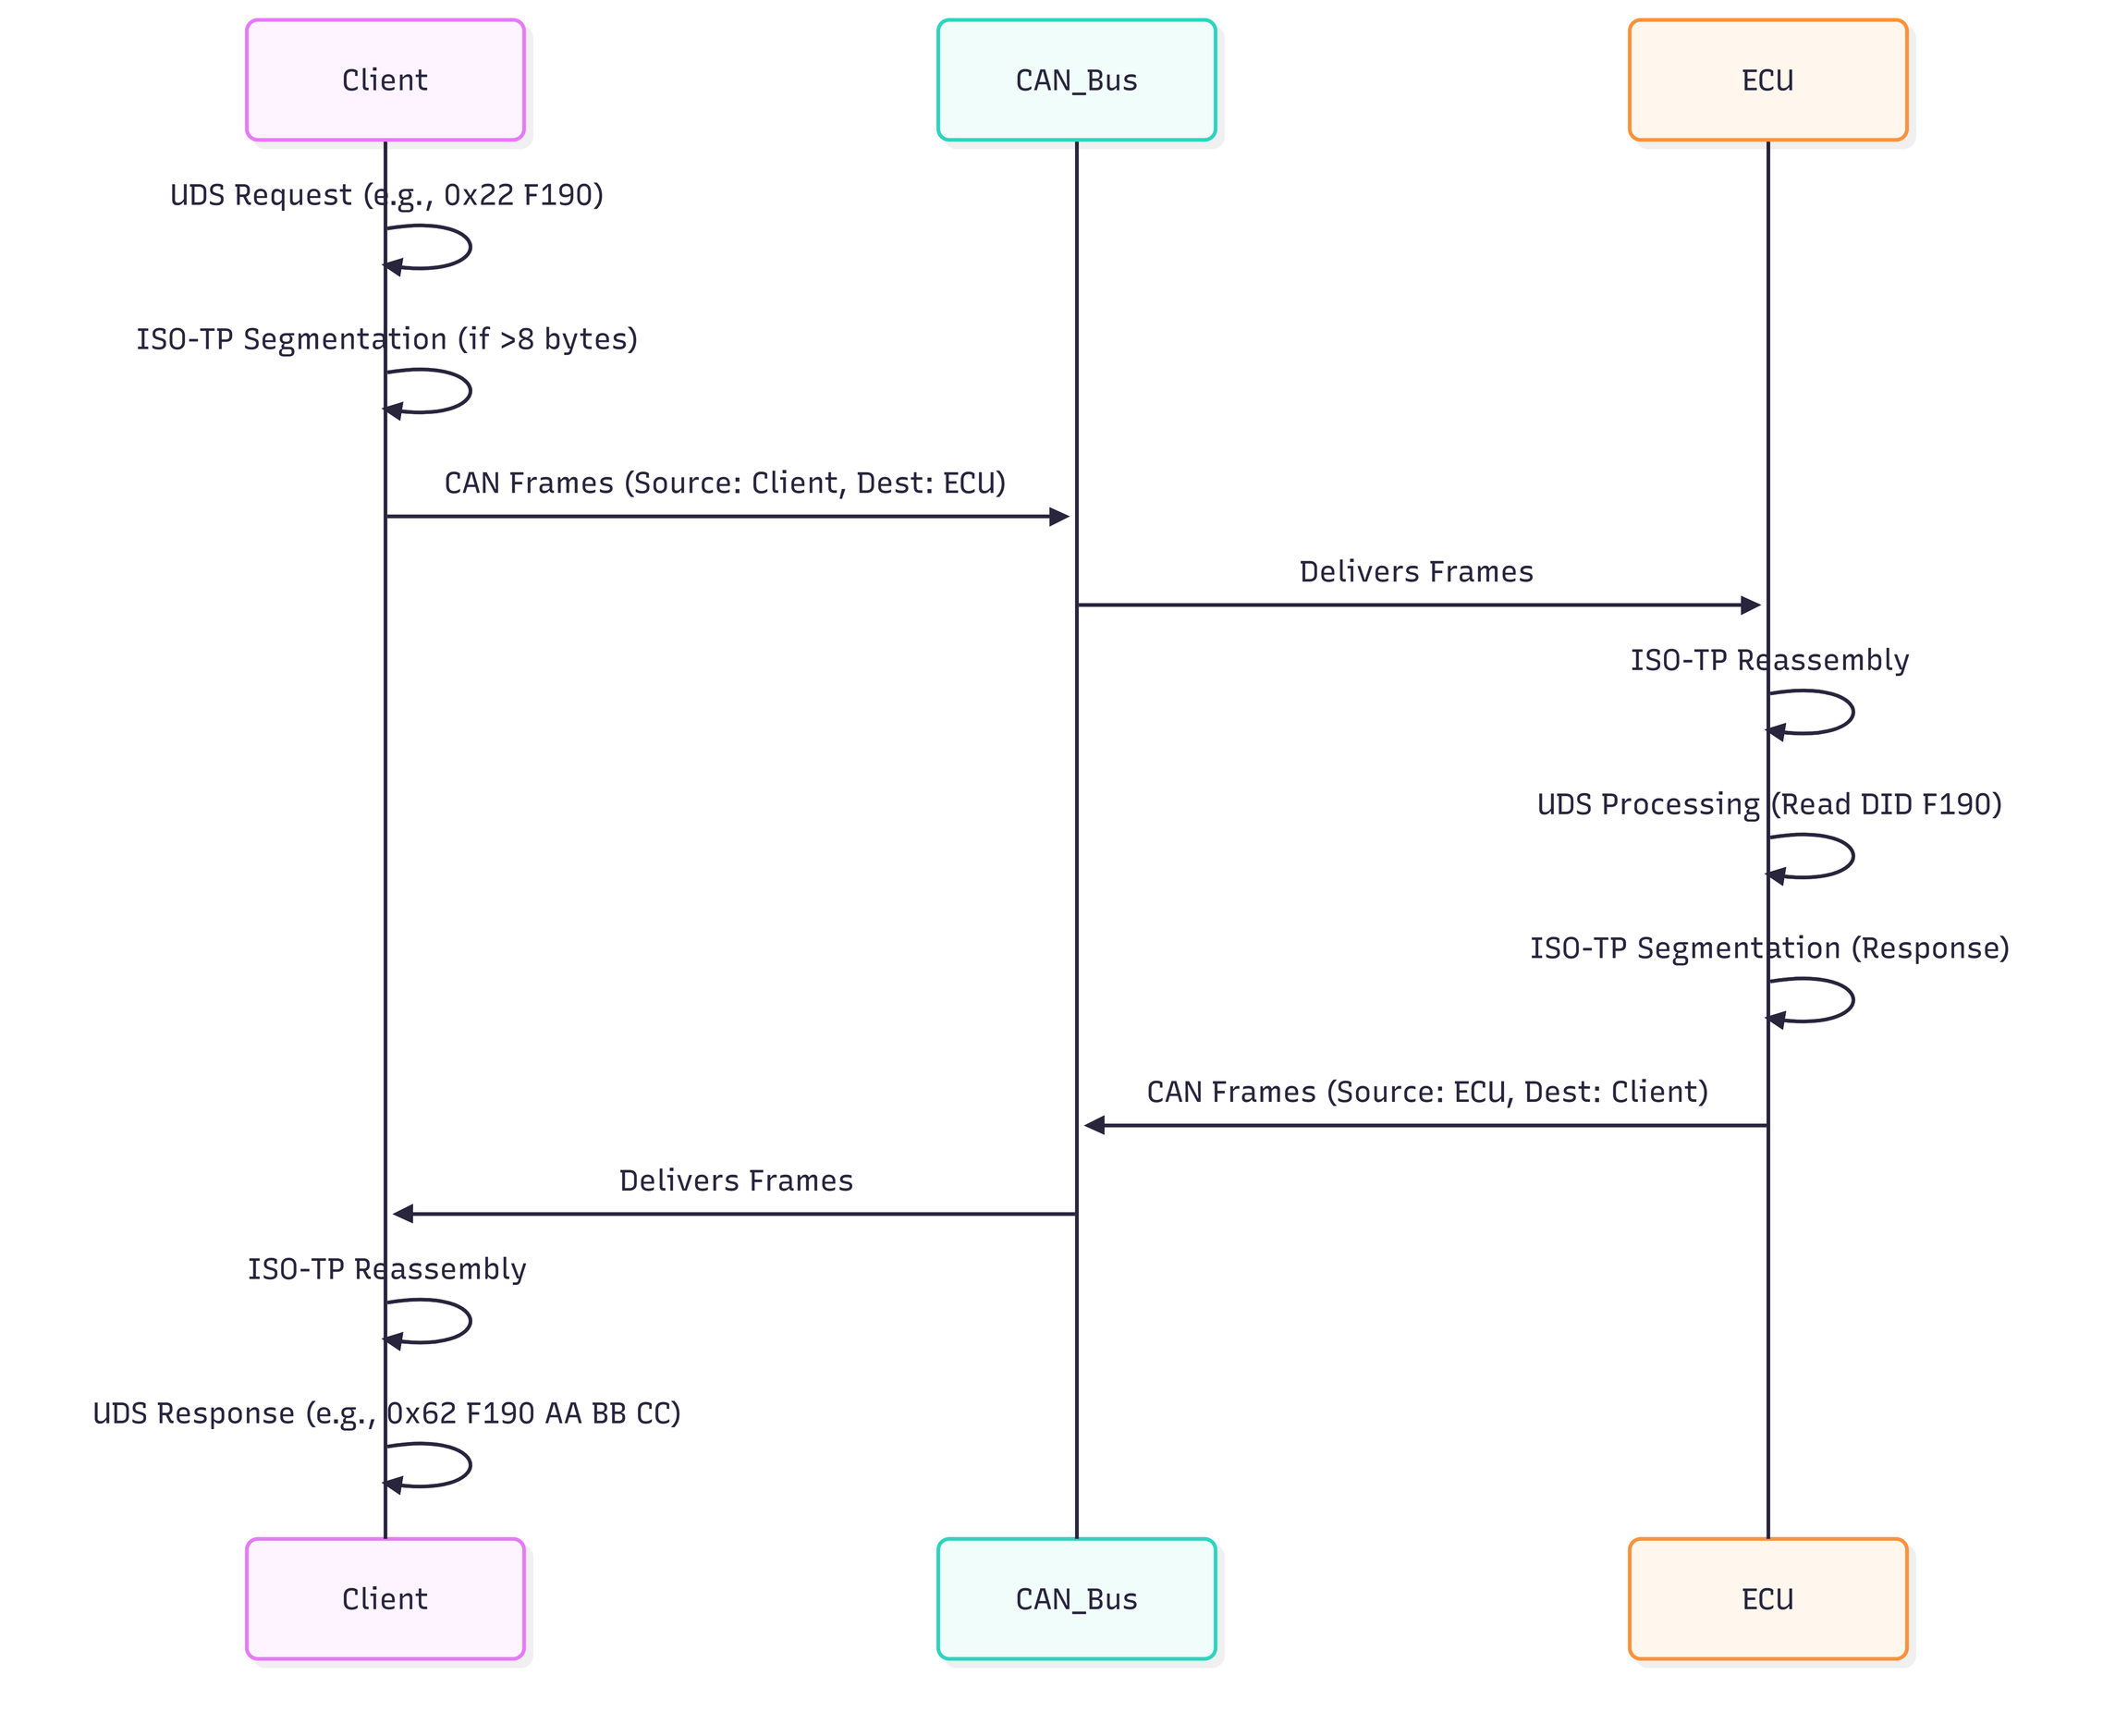 Client
CAN_Bus
ECU
UDS Request (e.g., 0x22 F190)
ISO-TP Segmentation (if >8 bytes)
CAN Frames (Source: Client, Dest: ECU)
Delivers Frames
ISO-TP Reassembly
UDS Processing (Read DID F190)
ISO-TP Segmentation (Response)
CAN Frames (Source: ECU, Dest: Client)
Delivers Frames
ISO-TP Reassembly
UDS Response (e.g., 0x62 F190 AA BB CC)
Client
CAN_Bus
ECU